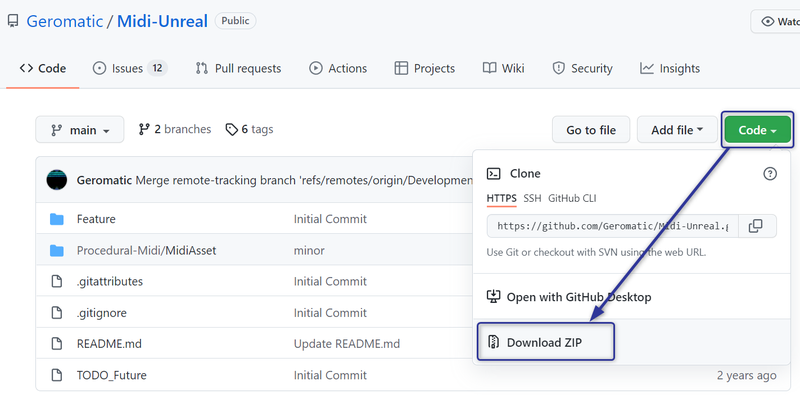 Geromatic / Midi-Unreal Public
Code Issues 12 Pull requests Actions Projects Wiki Security Insights
main 2 branches 6 tags Go to file Add file Code
Geromatic Merge remote-tracking branch 'refs/remotes/origin/Developmen
Clone
HTTPS SSH GitHub CLI
https://github.com/Geromatic/Midi-Unreal.g
Use Git or checkout with SVN using the web URL.
Open with GitHub Desktop
Download ZIP
Feature Initial Commit
Procedural-Midi/MidiAsset minor
.gitattributes Initial Commit
.gitignore Initial Commit
README.md Update README.md
TODO_Future Initial Commit 2 years ago